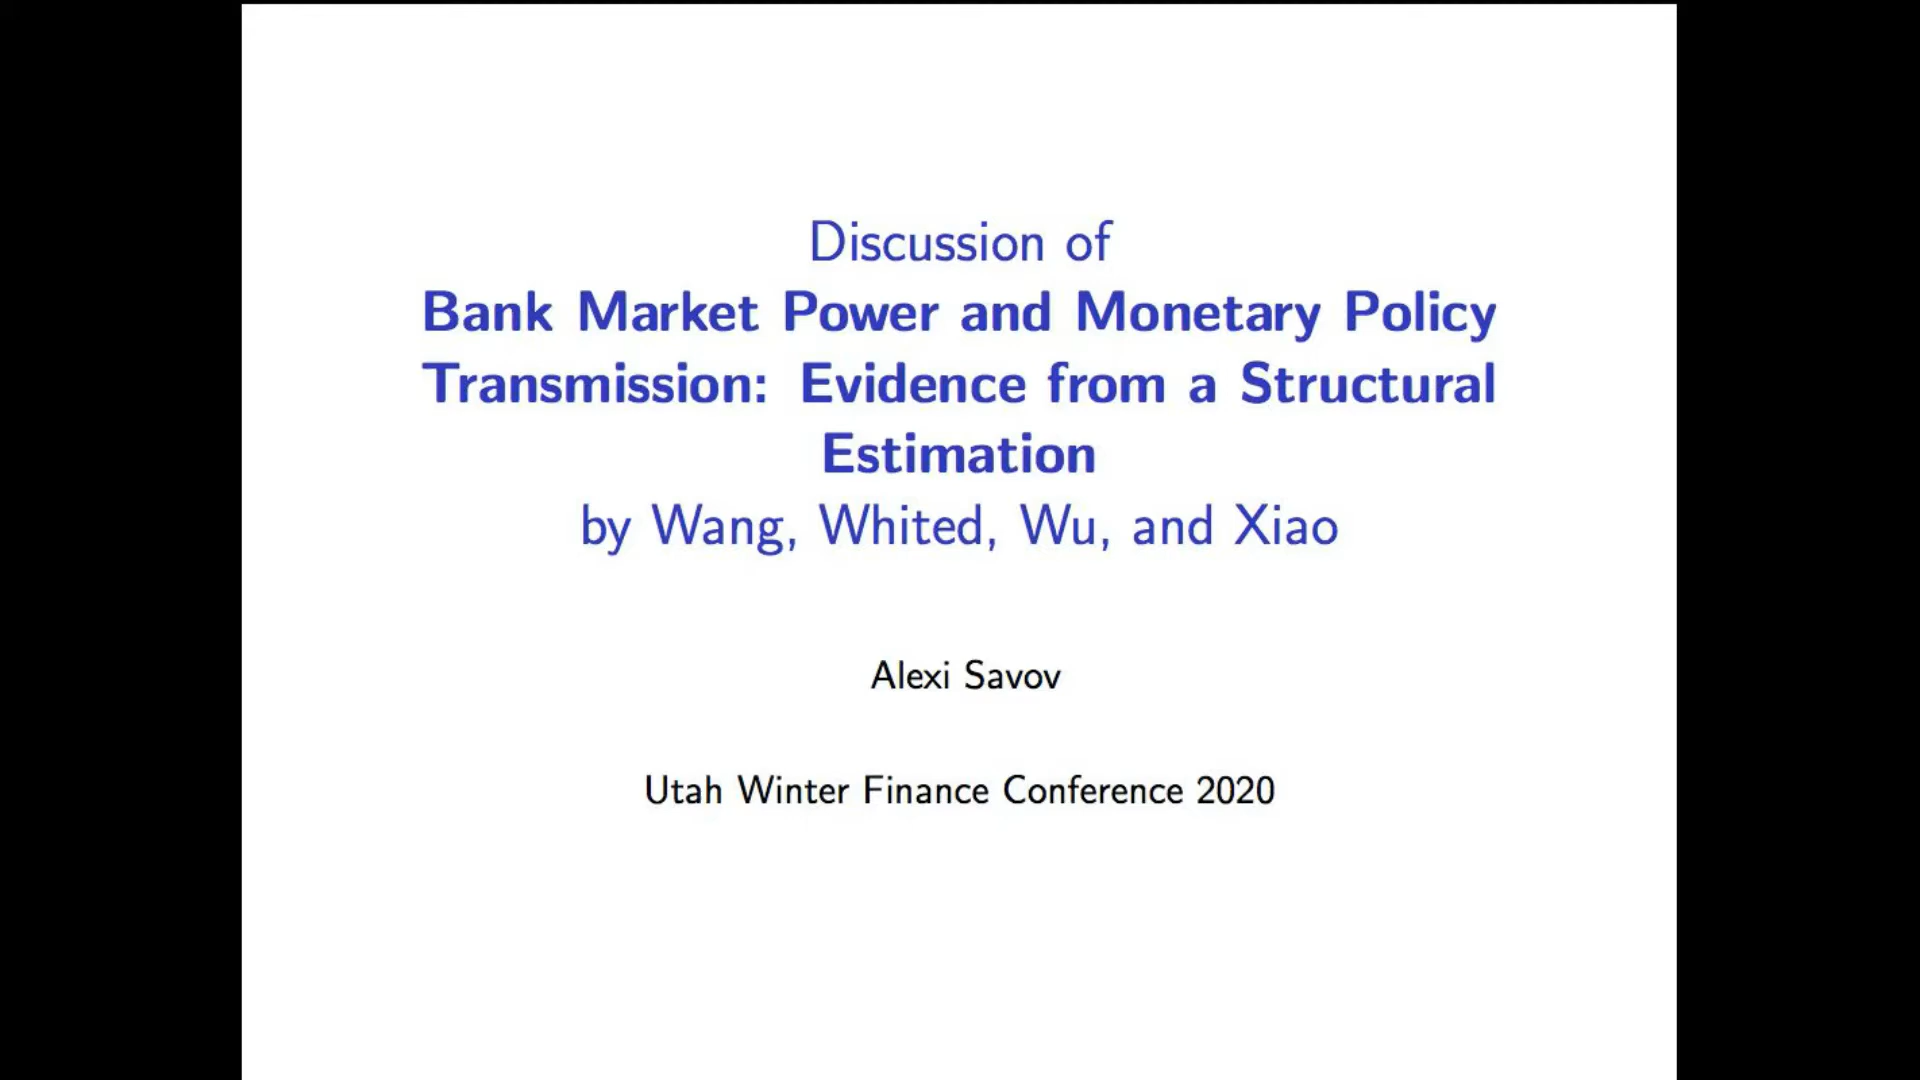 Discussion of
Bank Market Power and Monetary Policy
Transmission: Evidence from a Structural
Estimation
by Wang, Whited, Wu, and Xiao
Alexi Savov
Utah Winter Finance Conference 2020